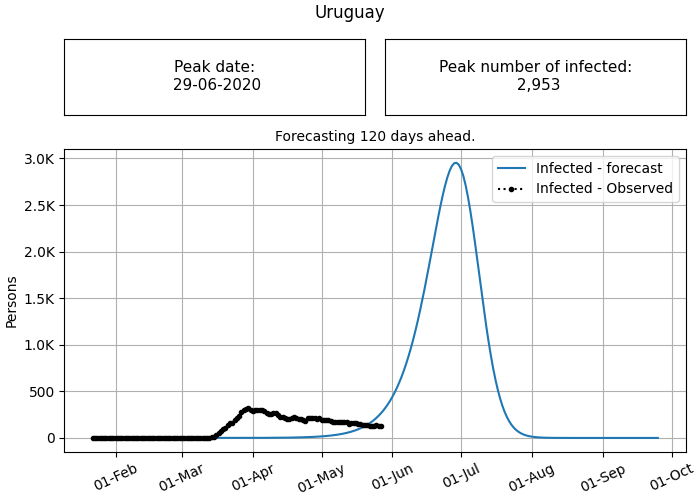 Uruguay
Peak date:
29-06-2020
Peak number of infected:
2,953
Forecasting 120 days ahead.
Infected - forecast
Infected - Observed
3.0K
2.5K
2.0K
1.5K
1.0K
500
0
Persons
01-Feb
01-Mar
01-Apr
01-May
01-Jun
01-Jul
01-Aug
01-Sep
01-Oct